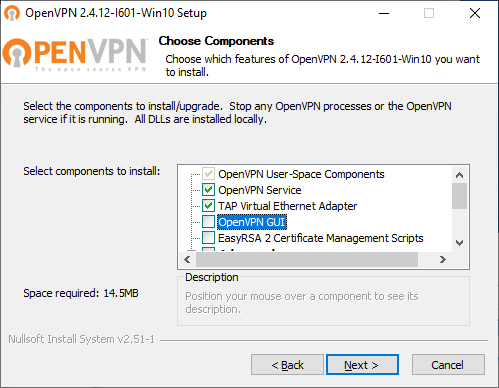 OpenVPN 2.4.12-I601-Win10 Setup
OPENVPN™
The open source VPN
Choose Components
Choose which features of OpenVPN 2.4.12-I601-Win10 you want
to install.
Select the components to install/upgrade. Stop any OpenVPN processes or the OpenVPN
service if it is running. All DLLs are installed locally.
Select components to install:
OpenVPN User-Space Components
OpenVPN Service
TAP Virtual Ethernet Adapter
OpenVPN GUI
EasyRSA 2 Certificate Management Scripts
Space required: 14.5MB
Description
Position your mouse over a component to see its
description.
Nullsoft Install System v2.51-1
< Back
Next >
Cancel